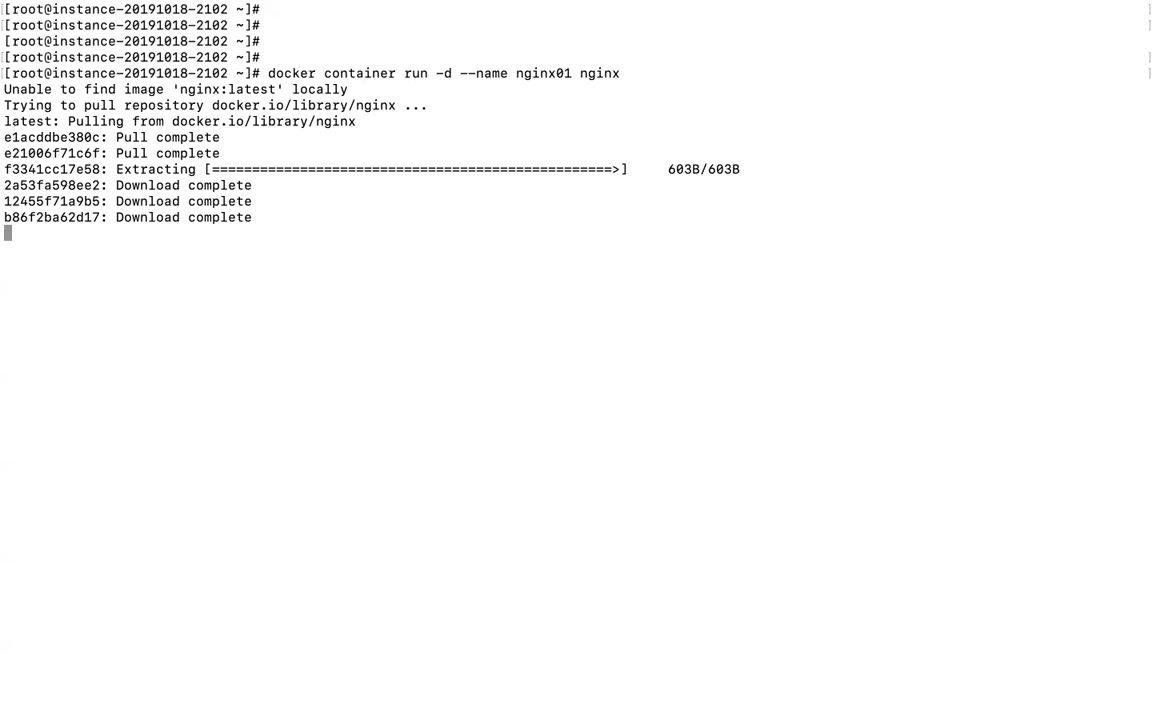 [root@instance-20191018-2102 ~]#
[root@instance-20191018-2102 ~]#
[root@instance-20191018-2102 ~]#
[root@instance-20191018-2102 ~]#
[root@instance-20191018-2102 ~]# docker container run -d --name nginx01 nginx
Unable to find image 'nginx:latest' locally
Trying to pull repository docker.io/library/nginx ...
latest: Pulling from docker.io/library/nginx
e1acddbe380c: Pull complete
e21006f71c6f: Pull complete
f3341cc17e58: Extracting [==================================================>] 603B/603B
2a53fa598ee2: Download complete
12455f71a9b5: Download complete
b86f2ba62d17: Download complete